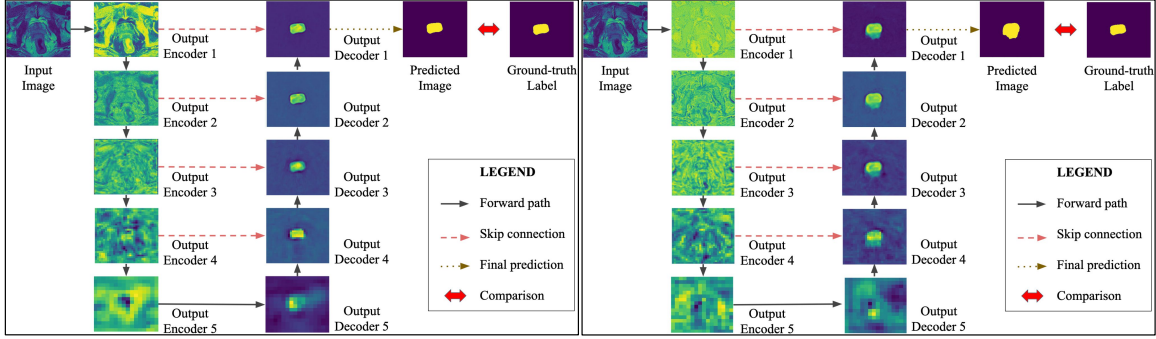 Input
Image
Output
Encoder 1
Output
Decoder 1
Predicted
Image
Ground-truth
Label
Output
Encoder 2
Output
Decoder 2
Output
Encoder 3
Output
Decoder 3
Output
Encoder 4
Output
Decoder 4
Output
Encoder 5
Output
Decoder 5
LEGEND
Forward path
Skip connection
Final prediction
Comparison
Input
Image
Output
Encoder 1
Output
Decoder 1
Predicted
Image
Ground-truth
Label
Output
Encoder 2
Output
Decoder 2
Output
Encoder 3
Output
Decoder 3
Output
Encoder 4
Output
Decoder 4
Output
Encoder 5
Output
Decoder 5
LEGEND
Forward path
Skip connection
Final prediction
Comparison